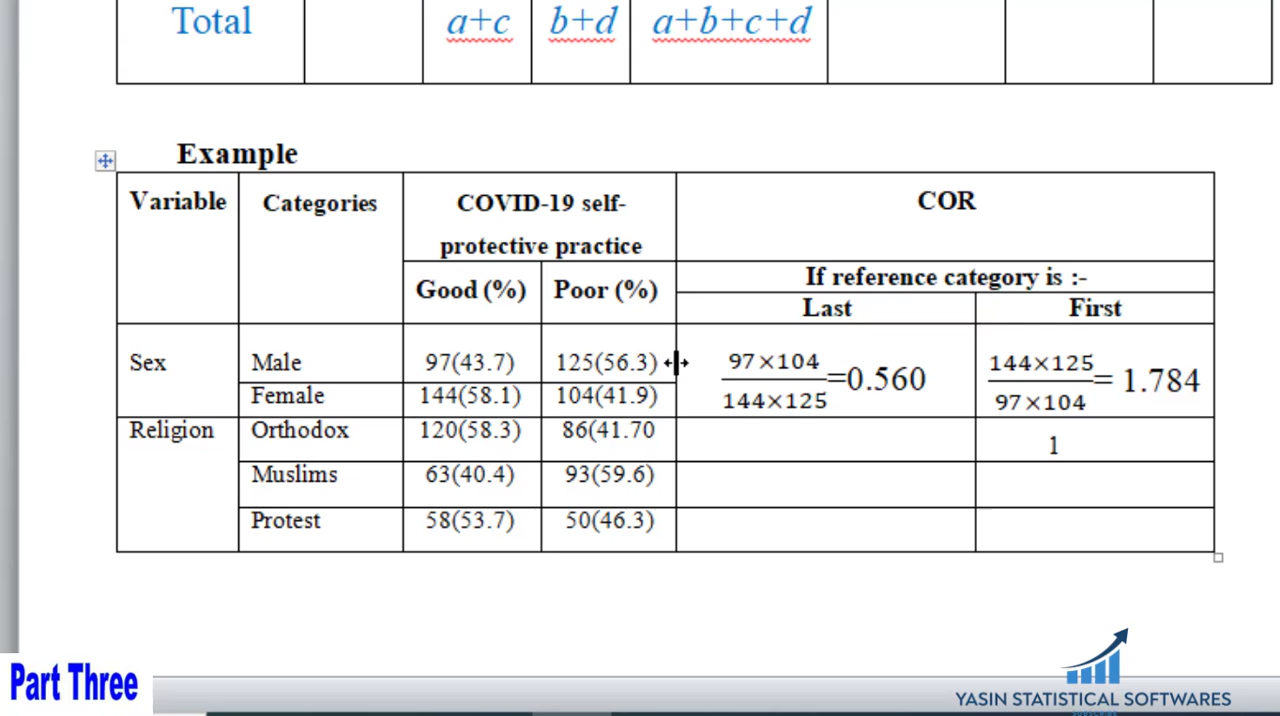 Total a+c b+d a+b+c+d
Example
Variable Categories COVID-19 self- COR
protective practice
If reference category is :-
Good (%) Poor (%)
Last First
Sex Male 97(43.7) 125(56.3) 97×104 144×125
=0.560 = 1.784
Female 144(58.1) 104(41.9) 144×125 97×104
Religion Orthodox 120(58.3) 86(41.70
1
Muslims 63(40.4) 93(59.6)
Protest 58(53.7) 50(46.3)
Part Three
YASIN STATISTICAL SOFTWARES